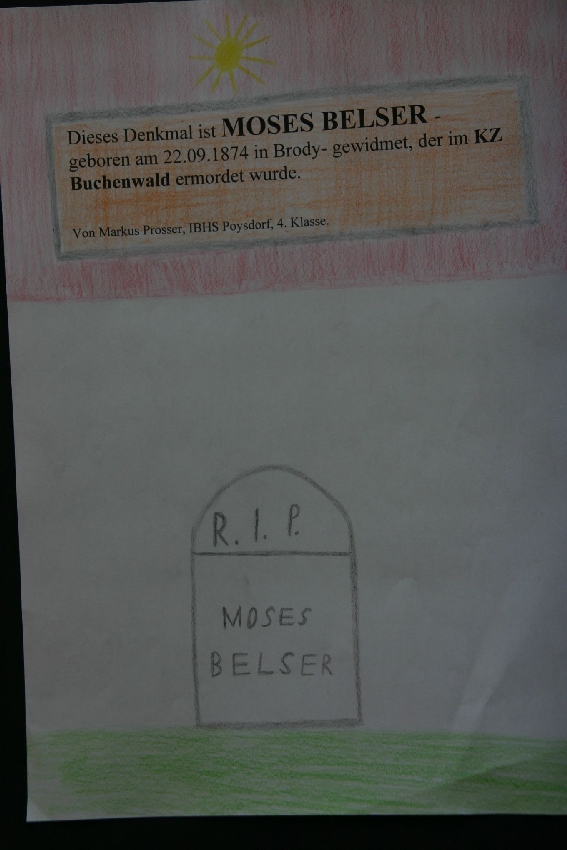 Dieses Denkmal ist MOSES BELSER -
geboren am 22.09.1874 in Brody- gewidmet, der im KZ
Buchenwald ermordet wurde.
Von Markus Prosser, IBHS Poysdorf, 4. Klasse.
R. I. P.
MOSES
BELSER